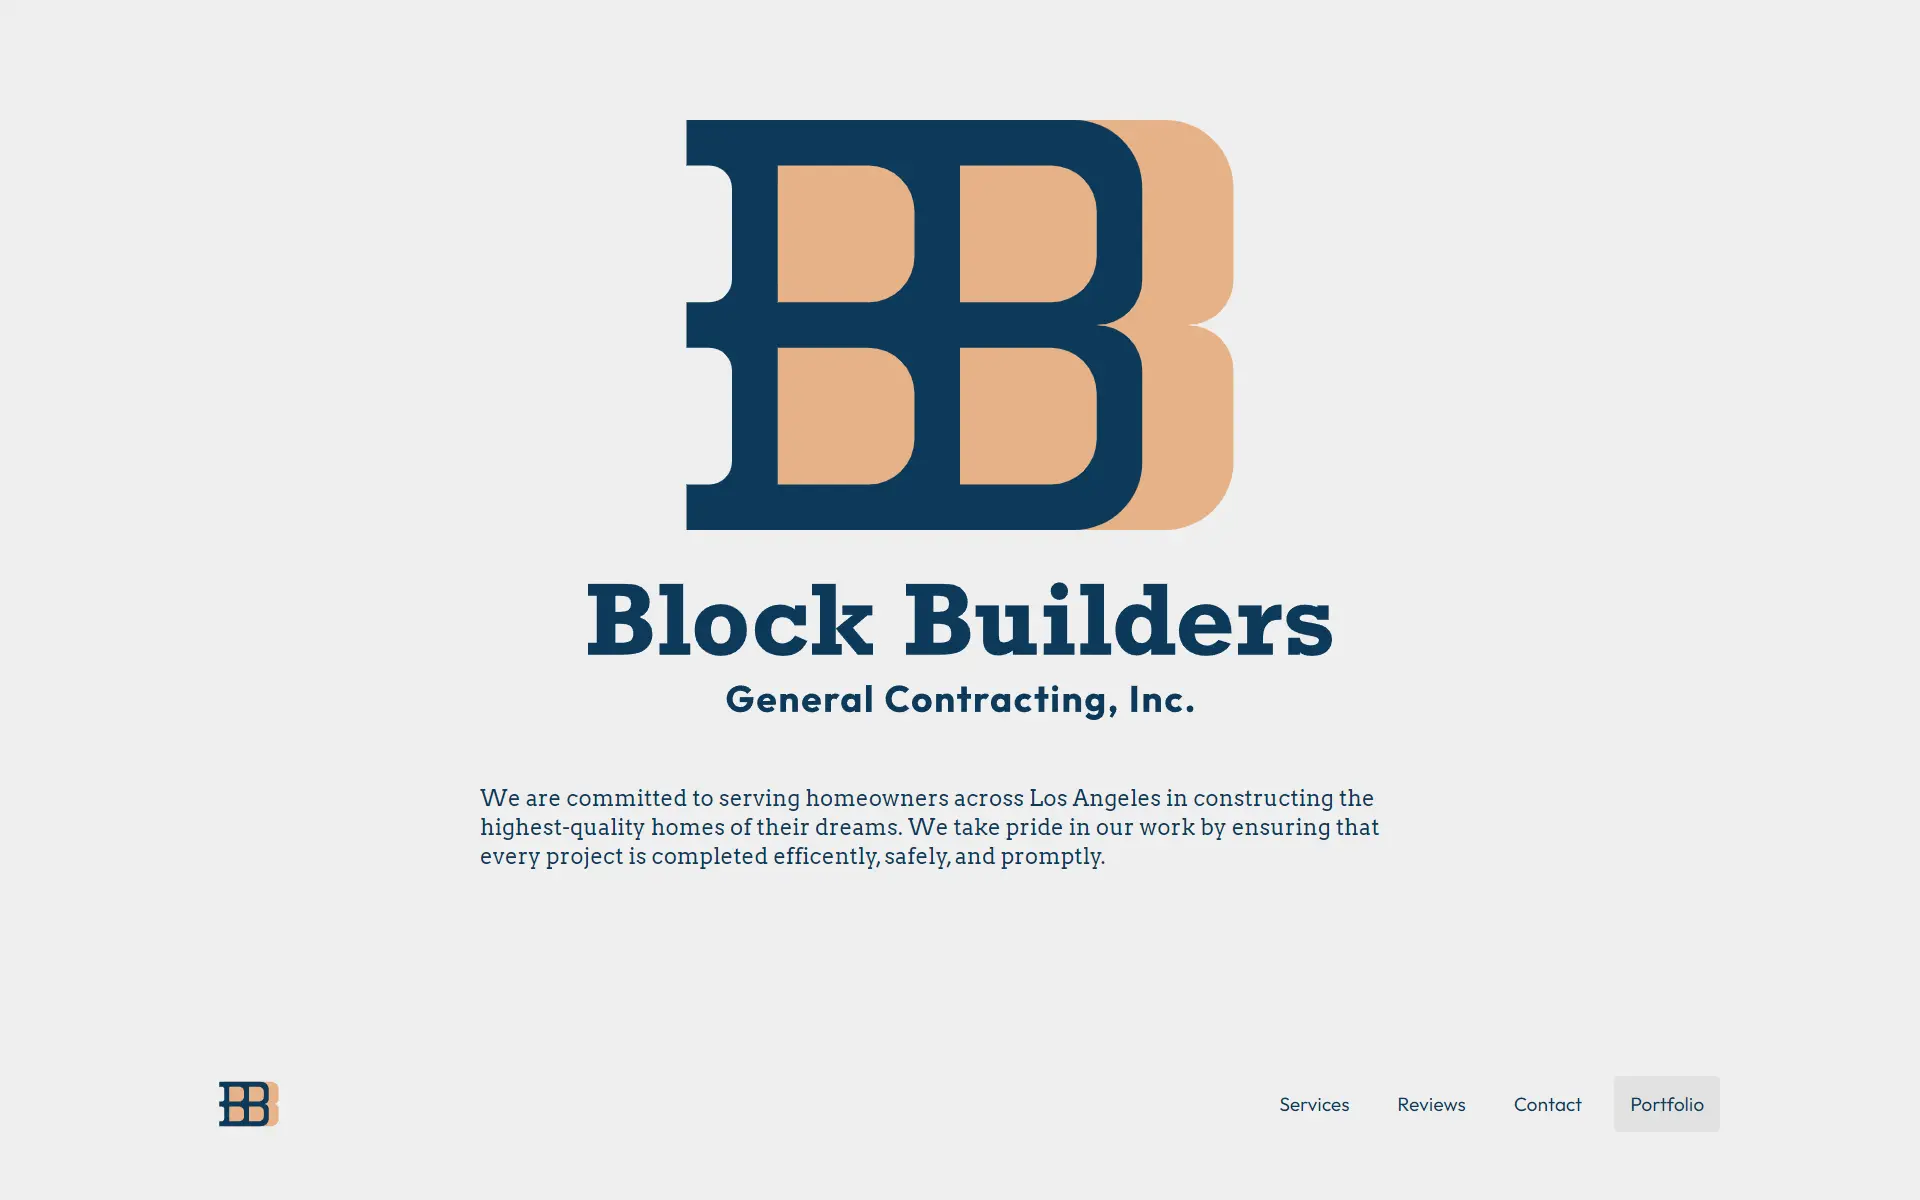 BB
Block Builders
General Contracting, Inc.
We are committed to serving homeowners across Los Angeles in constructing the
highest-quality homes of their dreams. We take pride in our work by ensuring that
every project is completed efficently, safely, and promptly.
BB
Services
Reviews
Contact
Portfolio